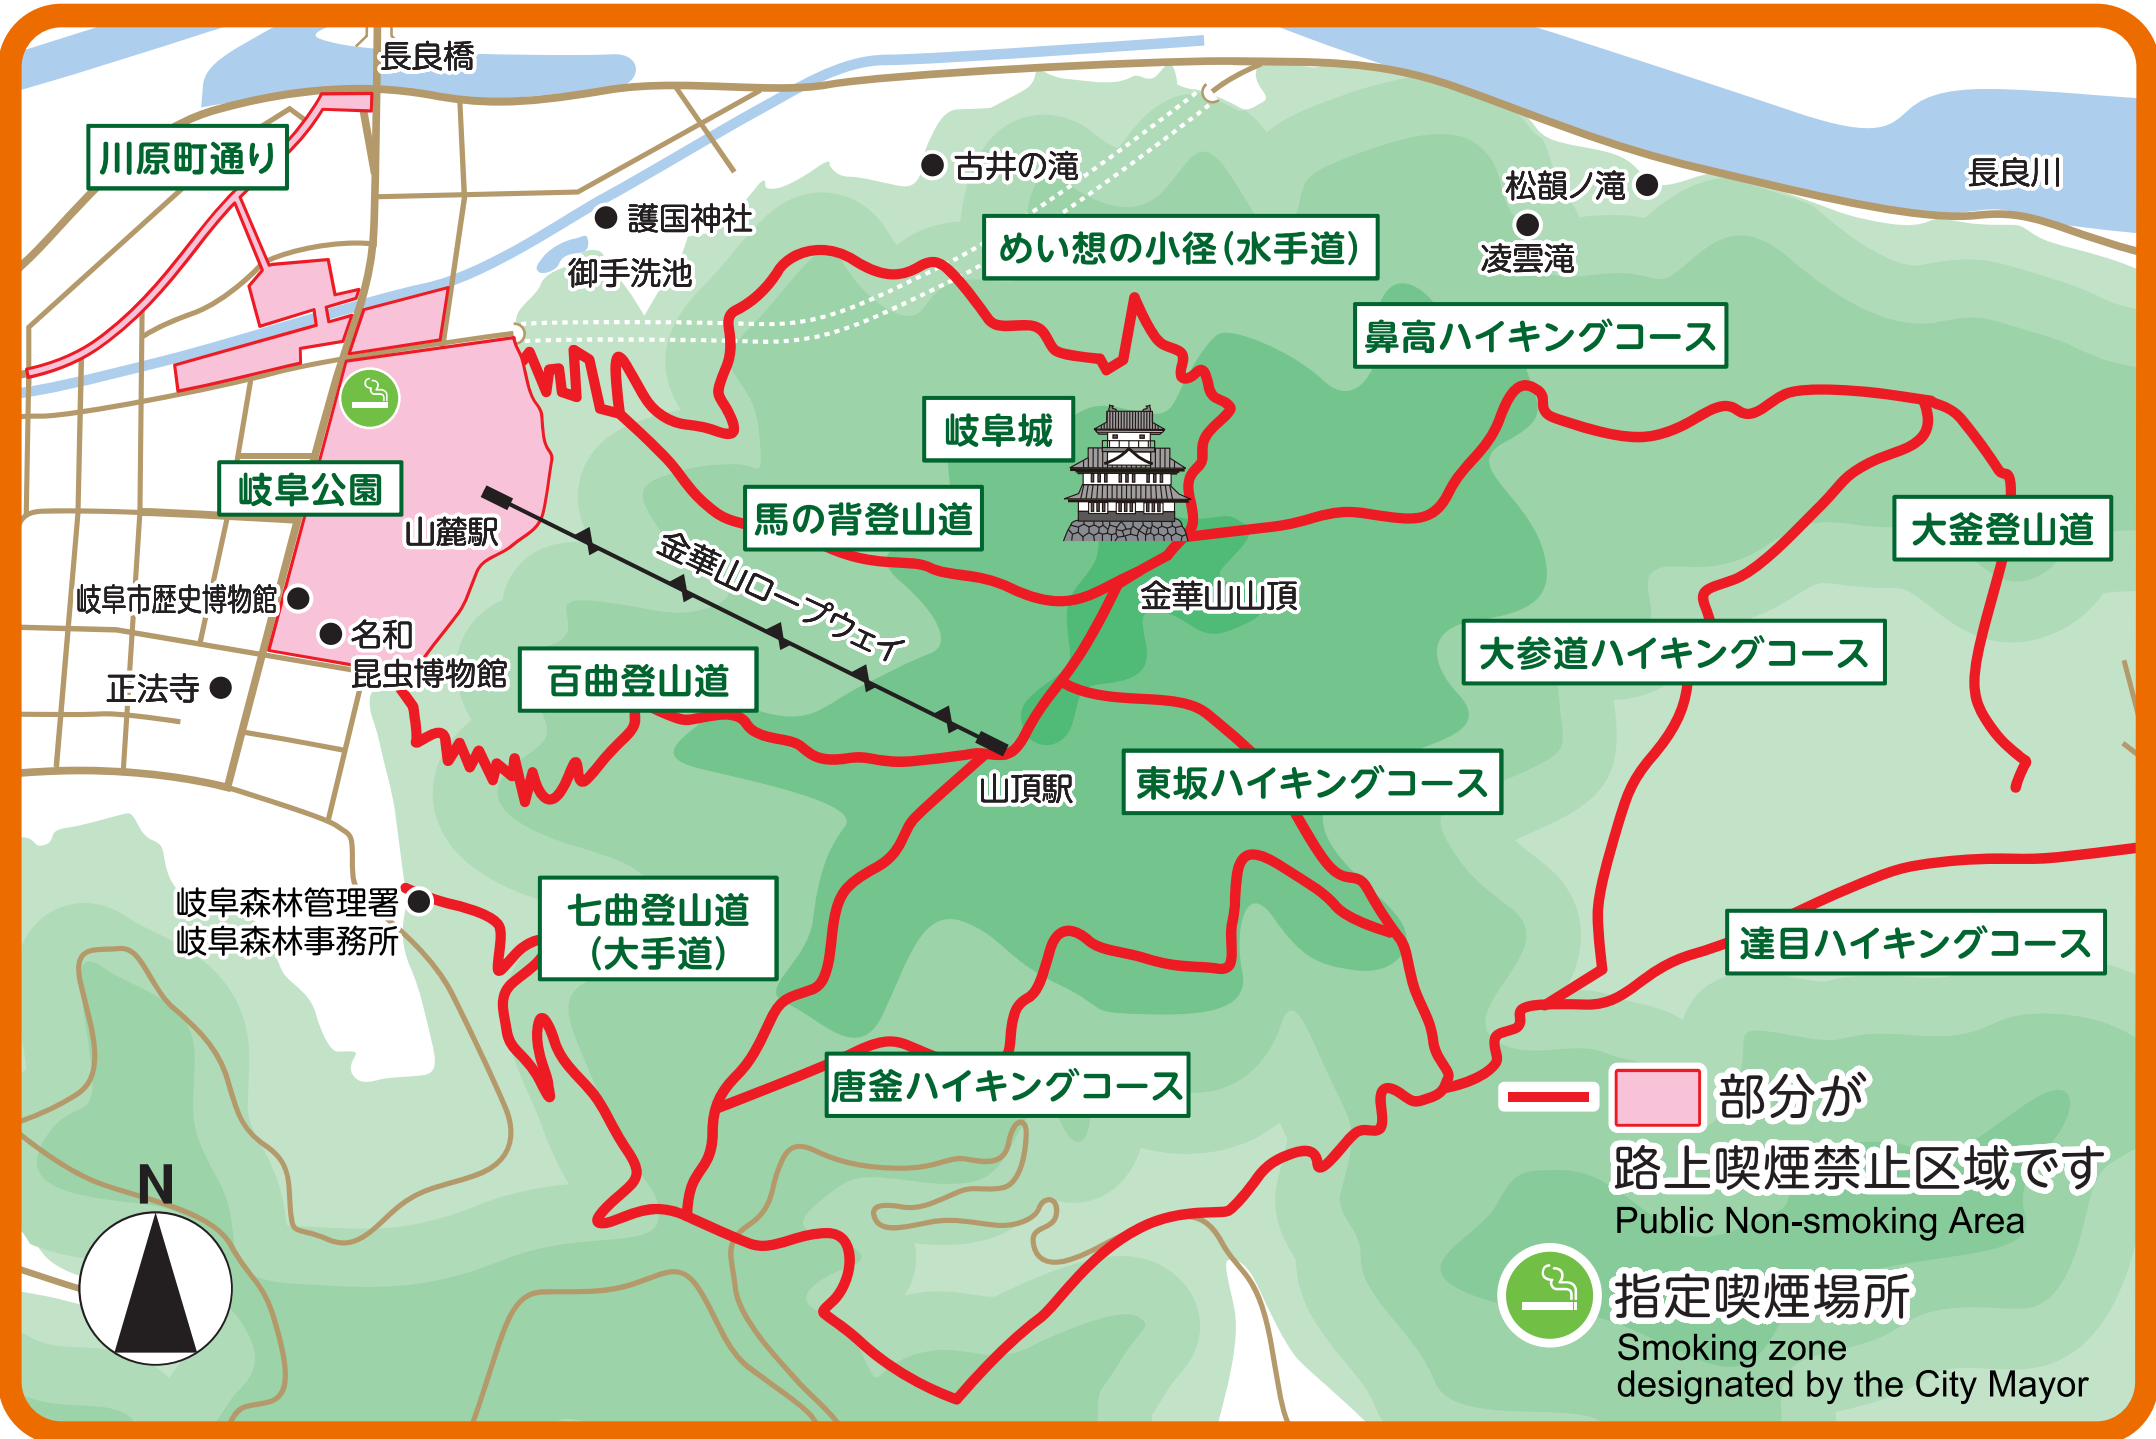 長良橋
川原町通り
古井の滝
護国神社
御手洗池
めい想の小径(水手道)
松韻ノ滝
凌雲滝
長良川
鼻高ハイキングコース
岐阜城
岐阜公園
山麓駅
馬の背登山道
金華山ロープウェイ
大釜登山道
岐阜市歴史博物館
名和
昆虫博物館
正法寺
百曲登山道
金華山山頂
大参道ハイキングコース
山頂駅
東坂ハイキングコース
岐阜森林管理署
岐阜森林事務所
七曲登山道
(大手道)
達目ハイキングコース
唐釜ハイキングコース
N
部分が
路上喫煙禁止区域です
Public Non-smoking Area
指定喫煙場所
Smoking zone
designated by the City Mayor